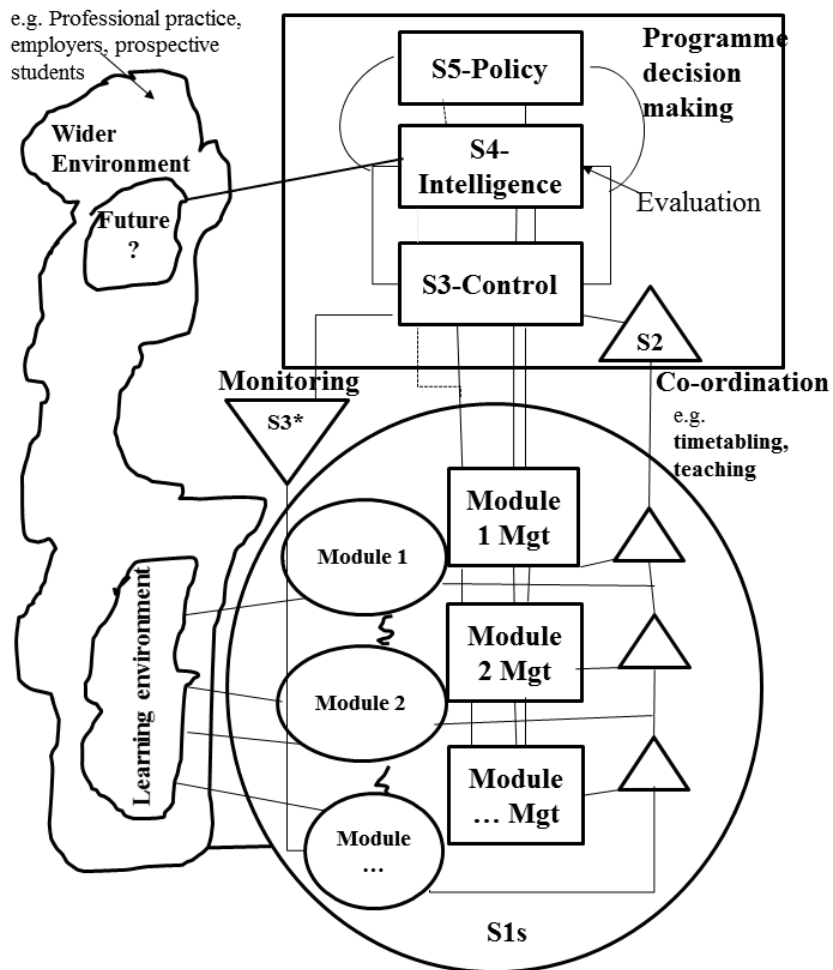 e.g. Professional practice,
employers, prospective
students
Wider
Environment
Future
?
Programme
decision
making
S5-Policy
S4-
Intelligence
Evaluation
S3-Control
S2
Monitoring
S3*
Co-ordination
e.g.
timetabling,
teaching
Module
1 Mgt
Module 1
Module
2 Mgt
Module 2
Learning environment
Module
... Mgt
Module
...
S1s